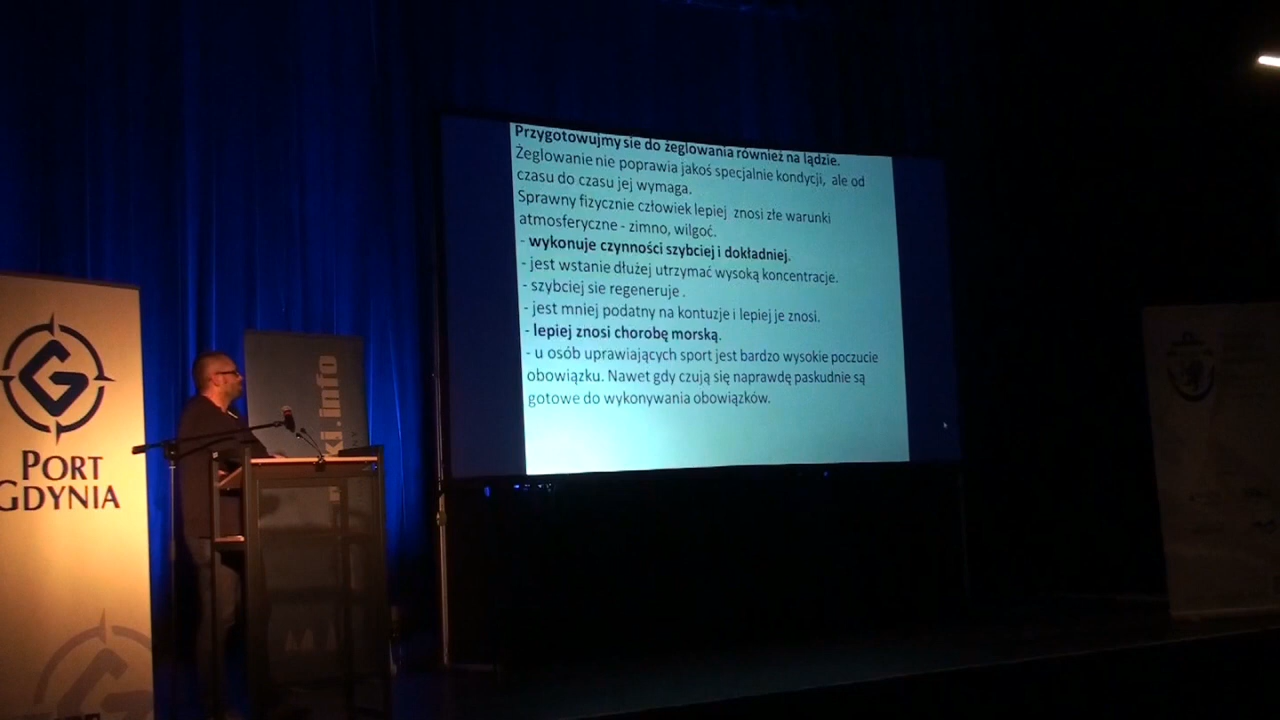 Przygotowujmy sie do żeglowania również na lądzie.
Żeglowanie nie poprawia jakoś specjalnie kondycji, ale od
czasu do czasu jej wymaga.
Sprawny fizycznie człowiek lepiej znosi złe warunki
atmosferyczne - zimno, wilgoć.
- wykonuje czynności szybciej i dokładniej.
- jest wstanie dłużej utrzymać wysoką koncentracje.
- szybciej sie regeneruje .
- jest mniej podatny na kontuzje i lepiej je znosi.
- lepiej znosi chorobę morską.
- u osób uprawiających sport jest bardzo wysokie poczucie
obowiązku. Nawet gdy czują się naprawdę paskudnie są
gotowe do wykonywania obowiązków.
PORT
GDYNIA
ki.info